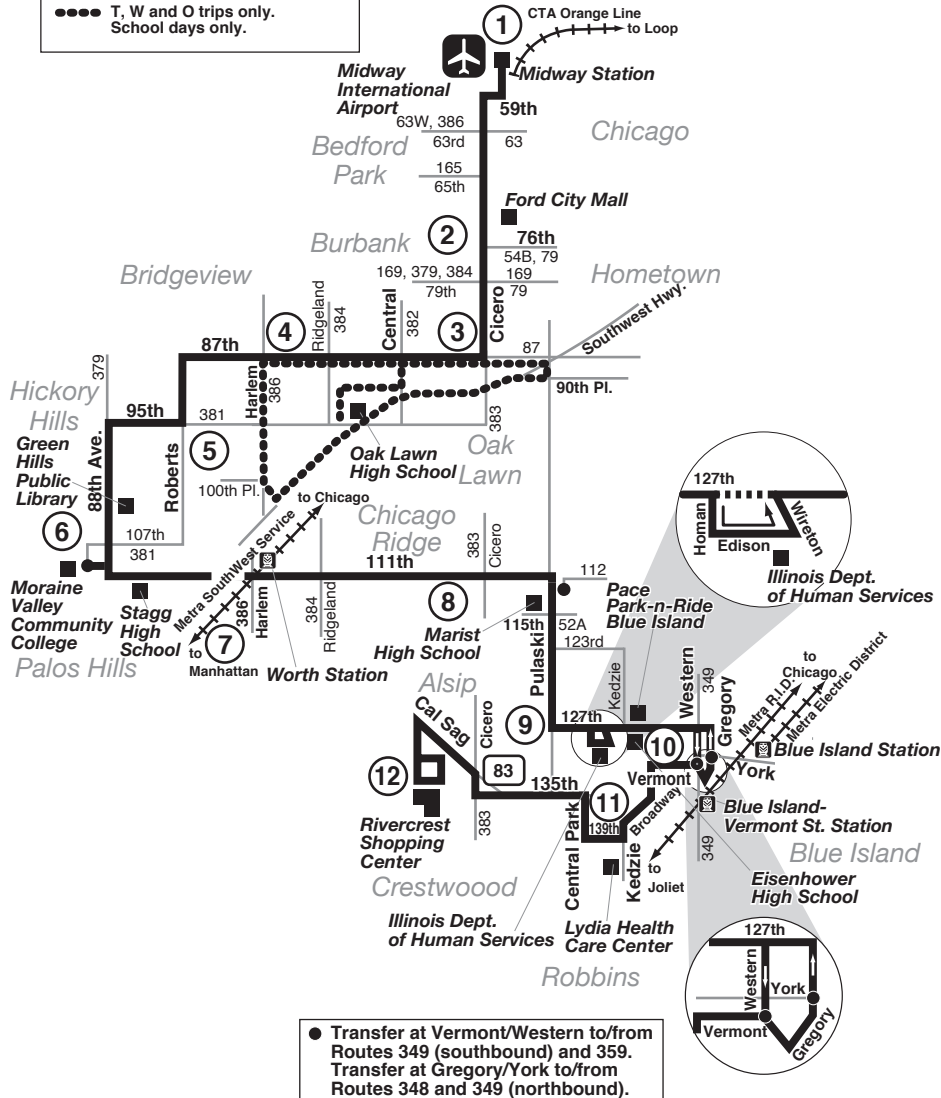 T, W and O trips only.
School days only.
1
CTA Orange Line
to Loop
Midway
International
Airport
Midway Station
59th
63W, 386
63rd
63
Chicago
Bedford
Park
165
65th
Ford City Mall
2
76th
54B, 79
Burbank
169, 379, 384
79th
169
79
Hometown
Bridgeview
4
Ridgeland
384
Central
382
3
Cicero
Southwest Hwy.
87th
87
90th Pl.
379
Harlem
386
Hickory
Hills
95th
381
383
Oak
Lawn
Green
Hills
Public
Library
88th Ave.
Roberts
5
Oak Lawn
High School
100th Pl.
to Chicago
Metra SouthWest Service
Chicago
Ridge
6
107th
381
383
Cicero
111th
112
Moraine
Valley
Community
College
Stagg
High
School
Palos Hills
to
Manhattan
7
386
Harlem
384
Ridgeland
Worth Station
8
Marist
High School
115th
52A
123rd
Pace
Park-n-Ride
Blue Island
127th
Homan
Edison
Wireton
Illinois Dept.
of Human Services
Alsip
Cal Sag
Cicero
Pulaski
Kedzie
Western
349
Gregory
Metra R.I.D.
to
Chicago
Metra Electric District
9
127th
10
Vermont
York
Blue Island Station
12
83
135th
11
139th
Broadway
Blue Island-
Vermont St. Station
Rivercrest
Shopping
Center
383
Central Park
Kedzie
to
Joliet
349
Blue Island
Crestwoood
Eisenhower
High School
Illinois Dept.
of Human Services
Lydia Health
Care Center
Robbins
127th
Western
York
Vermont
Gregory
Transfer at Vermont/Western to/from
Routes 349 (southbound) and 359.
Transfer at Gregory/York to/from
Routes 348 and 349 (northbound).